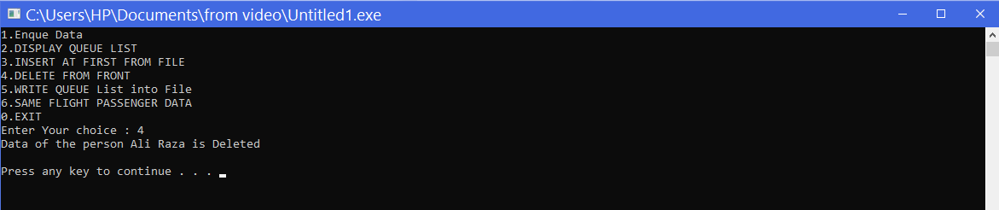 C:\Users\HP\Documents\from video\Untitled1.exe
1.Enque Data
2.DISPLAY QUEUE LIST
3.INSERT AT FIRST FROM FILE
4.DELETE FROM FRONT
5.WRITE QUEUE List into File
6.SAME FLIGHT PASSENGER DATA
0.EXIT
Enter Your choice : 4
Data of the person Ali Raza is Deleted
Press any key to continue . . .